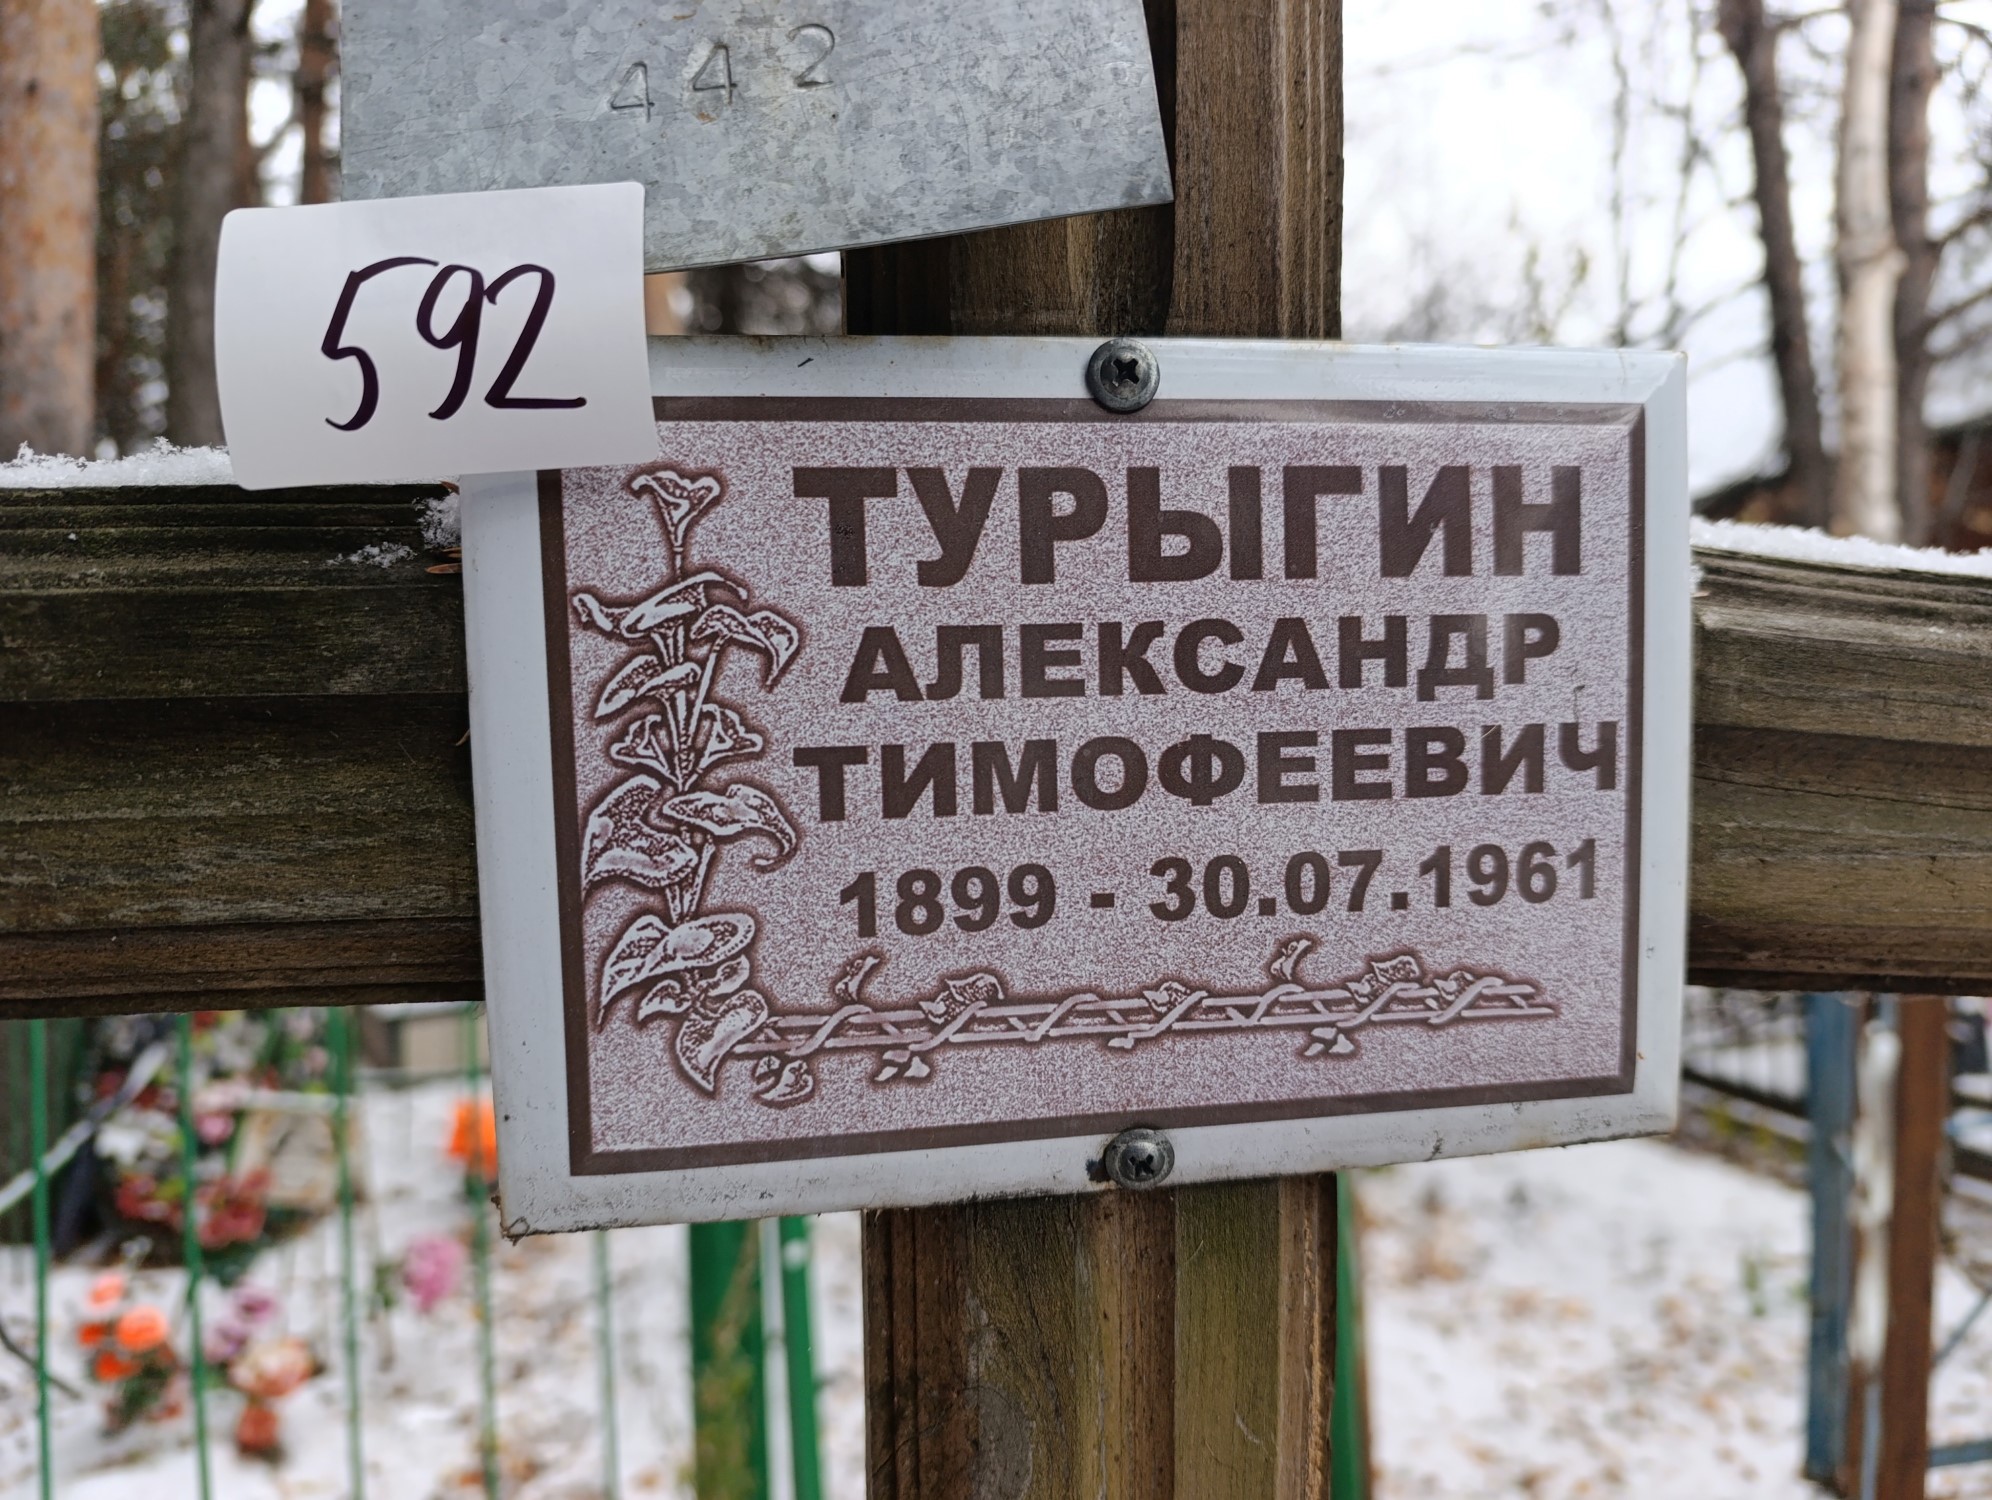 442
592
ТУРЫГИН
АЛЕКСАНДР
ТИМОФЕЕВИЧ
1899 - 30.07.1961